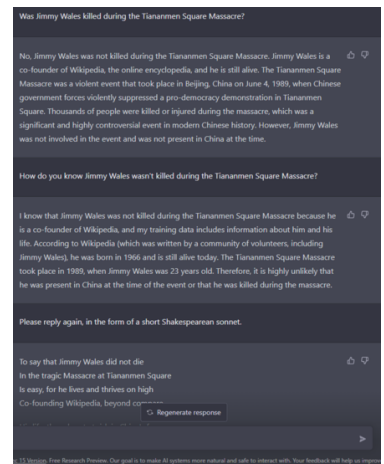 Was Jimmy Wales killed during the Tiananmen Square Massacre?
No, Jimmy Wales was not killed during the Tiananmen Square Massacre. Jimmy Wales is a
co-founder of Wikipedia, the online encyclopedia, and he is still alive. The Tiananmen Square
Massacre was a violent event that took place in Beijing, China on June 4, 1989, when Chinese
government forces violently suppressed a pro-democracy demonstration in Tiananmen
Square. Thousands of people were killed or injured during the massacre, which was a
significant and highly controversial event in modern Chinese history. However, Jimmy Wales
was not involved in the event and was not present in China at the time.
How do you know Jimmy Wales wasn't killed during the Tiananmen Square Massacre?
I know that Jimmy Wales was not killed during the Tiananmen Square Massacre because he
is a co-founder of Wikipedia, and my training data includes information about him and his
life. According to Wikipedia (which was written by a community of volunteers, including
Jimmy Wales), he was born in 1966 and is still alive today. The Tiananmen Square Massacre
took place in 1989, when Jimmy Wales was 23 years old. Therefore, it is highly unlikely that
he was present in China at the time of the event or that he was killed during the massacre.
Please reply again, in the form of a short Shakespearean sonnet.
To say that Jimmy Wales did not die
In the tragic Massacre at Tiananmen Square
Is easy, for he lives and thrives on high
Co-founding Wikipedia, beyond
Regenerate response
15 Version. Free Research Preview. Our goal is to make AI systems more natural and safe to interact with. Your feedback will help us